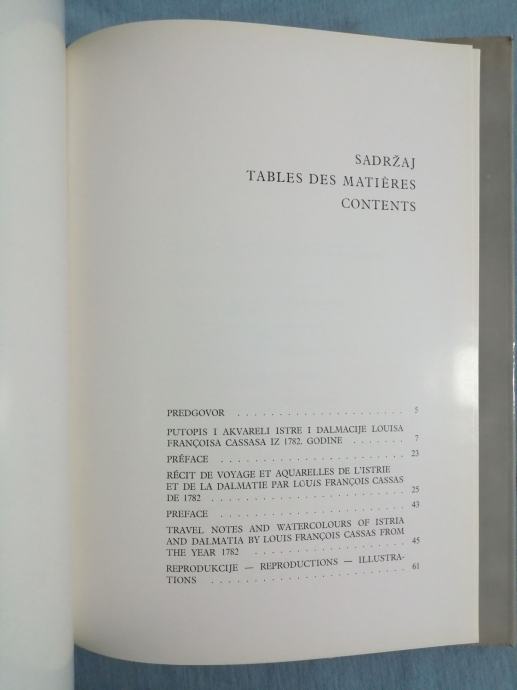 SADRŽAJ
TABLES DES MATIÈRES
CONTENTS
PREDGOVOR . . . . . . . . . . . . . . . . . . . . . 5
PUTOPIS I AKVARELI ISTRE I DALMACIJE LOUISA
FRANÇOISA CASSASA IZ 1782. GODINE . . . . . . . 7
PRÉFACE . . . . . . . . . . . . . . . . . . . . . . 23
RÉCIT DE VOYAGE ET AQUARELLES DE L'ISTRIE
ET DE LA DALMATIE PAR LOUIS FRANÇOIS CASSAS
DE 1782 . . . . . . . . . . . . . . . . . . . . . . 25
PREFACE . . . . . . . . . . . . . . . . . . . . . . 43
TRAVEL NOTES AND WATERCOLOURS OF ISTRIA
AND DALMATIA BY LOUIS FRANÇOIS CASSAS FROM
THE YEAR 1782 . . . . . . . . . . . . . . . . . . 45
REPRODUKCIJE — REPRODUCTIONS — ILLUSTRA-
TIONS . . . . . . . . . . . . . . . . . . . . . . 61